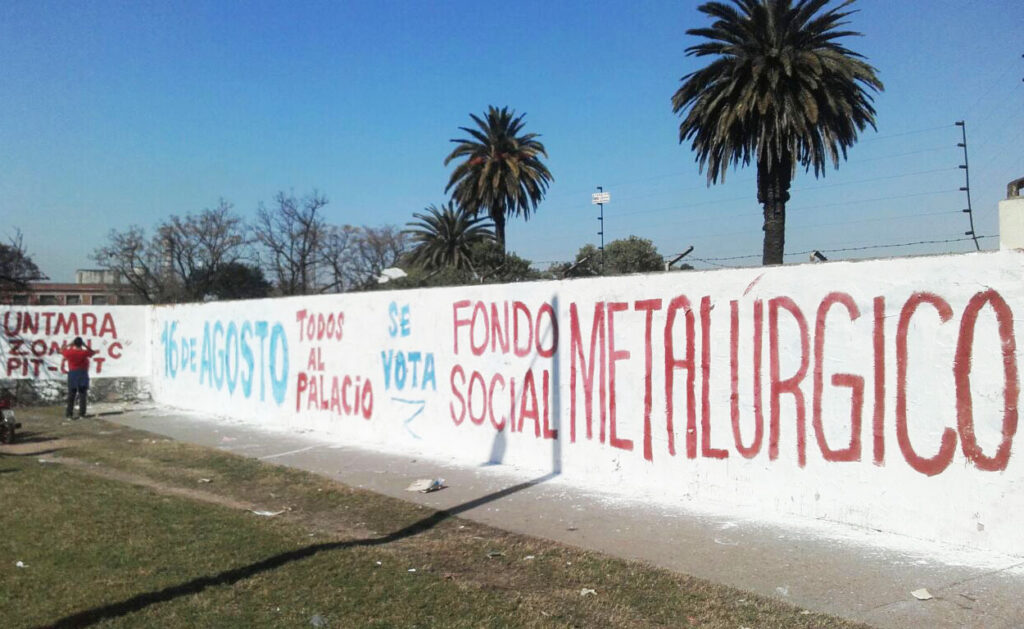 UNTMRA
ZONAL "C"
PIT-CNT
16 DE AGOSTO
TODOS
AL
PALACIO
SE
VOTA
FONDO
SOCIAL
METALÚRGICO